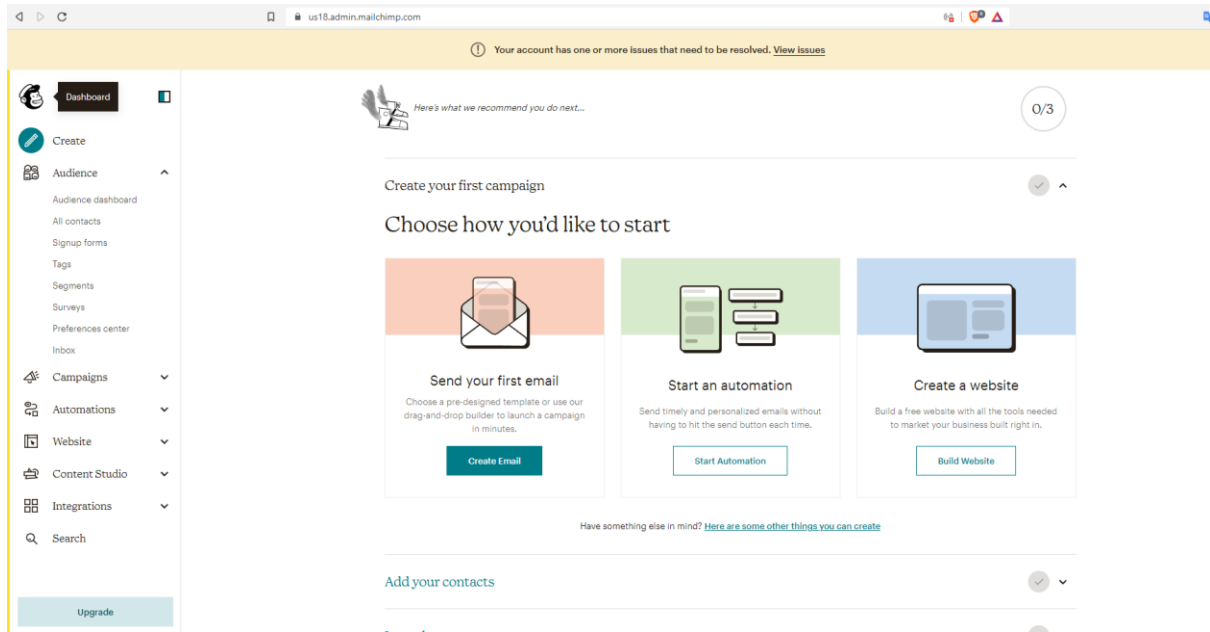 us18.admin.mailchimp.com
Your account has one or more issues that need to be resolved. View issues
Dashboard
Create
Audience
Audience dashboard
All contacts
Signup forms
Tags
Segments
Surveys
Preferences center
Inbox
Campaigns
Automations
Website
Content Studio
Integrations
Search
Upgrade
Here's what we recommend you do next...
0/3
Create your first campaign
Choose how you'd like to start
Send your first email
Choose a pre-designed template or use our
drag-and-drop builder to launch a campaign
in minutes.
Create Email
Start an automation
Send timely and personalized emails without
having to hit the send button each time.
Start Automation
Create a website
Build a free website with all the tools needed
to market your business built right in.
Build Website
Have something else in mind? Here are some other things you can create
Add your contacts